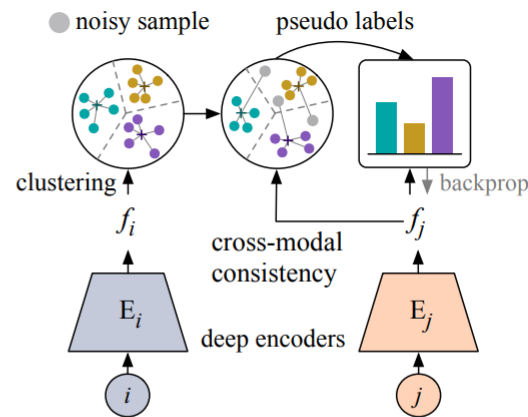 noisy sample
pseudo labels
clustering
backprop
f_i
f_j
cross-modal
consistency
E_i
E_j
deep encoders
i
j